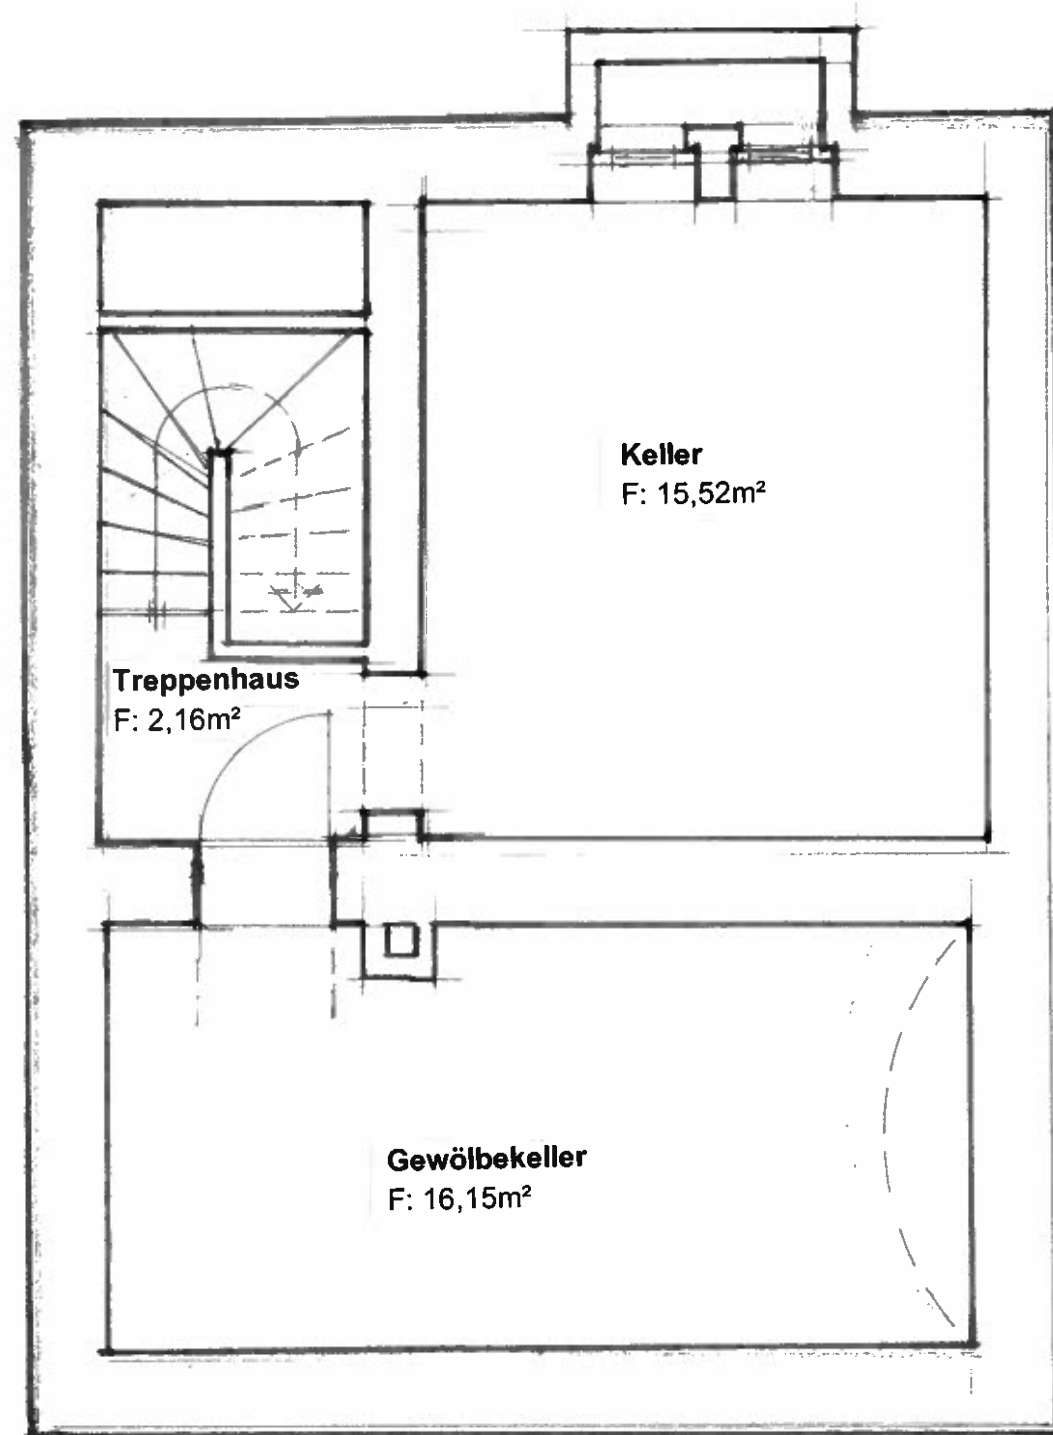 Keller
F: 15,52m²
Treppenhaus
F: 2,16m²
Gewölbekeller
F: 16,15m²